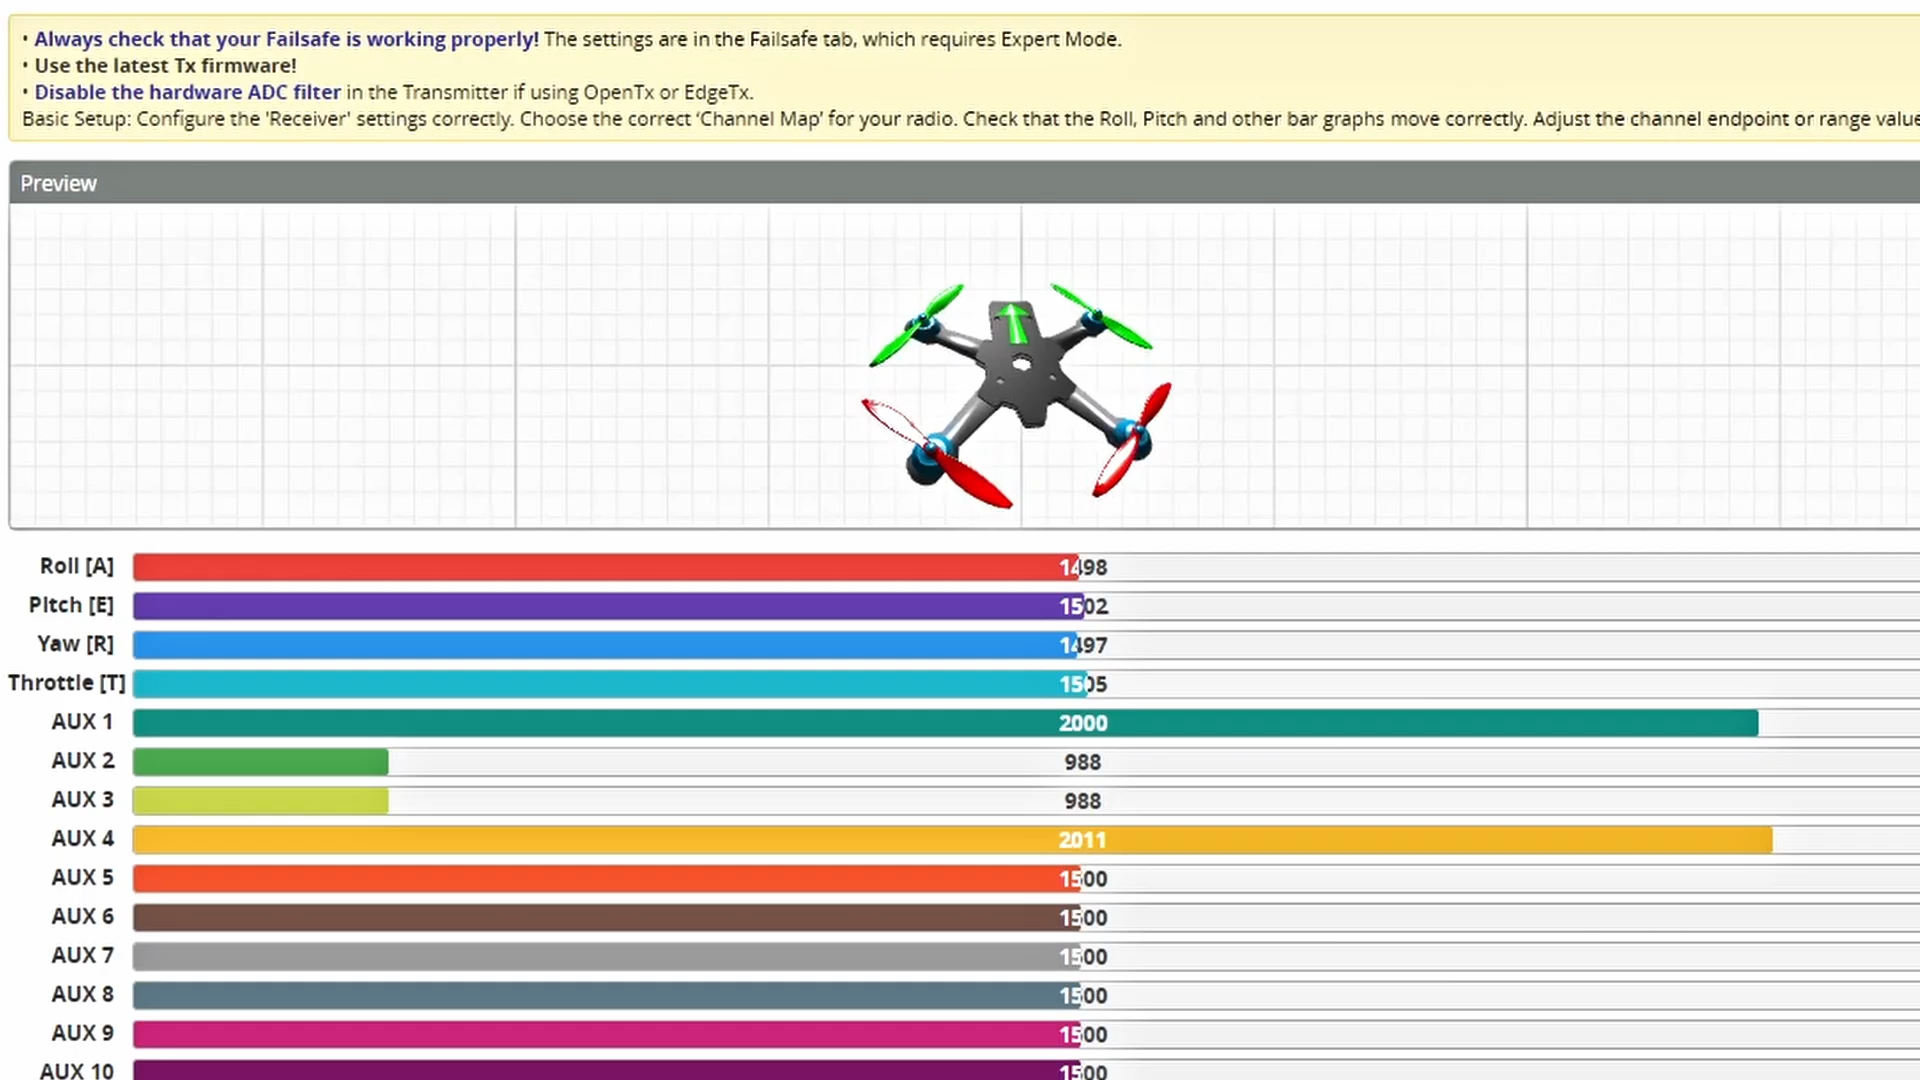 • Always check that your Failsafe is working properly! The settings are in the Failsafe tab, which requires Expert Mode.
• Use the latest Tx firmware!
• Disable the hardware ADC filter in the Transmitter if using OpenTx or EdgeTx.
Basic Setup: Configure the 'Receiver' settings correctly. Choose the correct ‘Channel Map’ for your radio. Check that the Roll, Pitch and other bar graphs move correctly. Adjust the channel endpoint or range value
Preview
Roll [A] 1498
Pitch [E] 1502
Yaw [R] 1497
Throttle [T] 1505
AUX 1 2000
AUX 2 988
AUX 3 988
AUX 4 2011
AUX 5 1500
AUX 6 1500
AUX 7 1500
AUX 8 1500
AUX 9 1500
AUX 10 1500